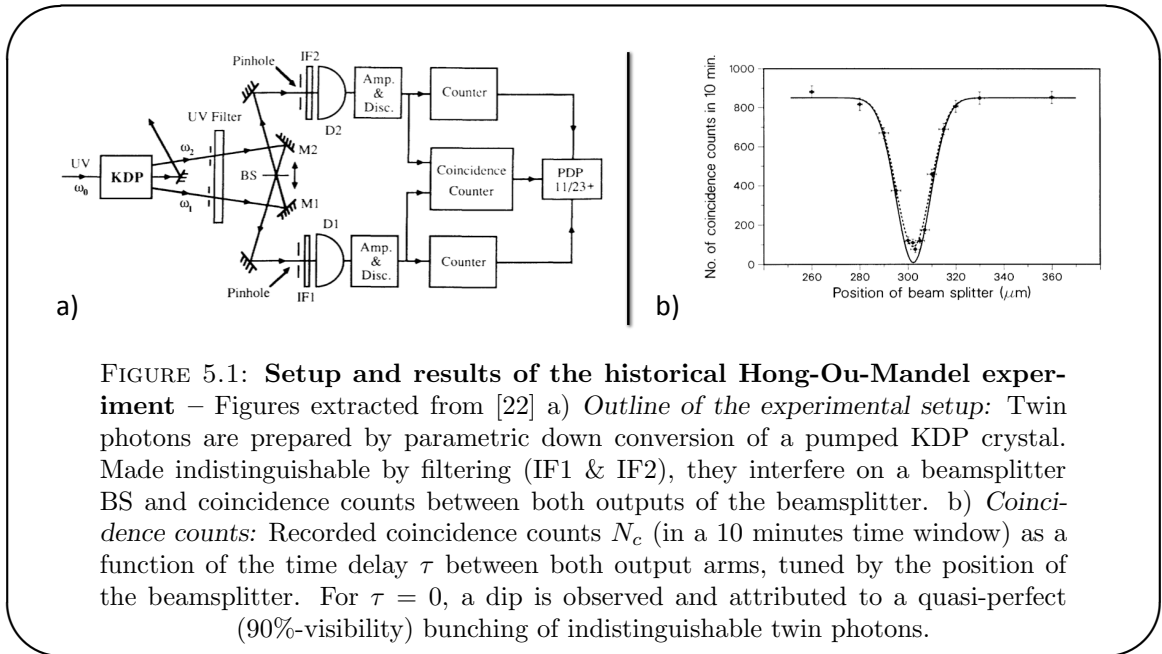 Pinhole
IF2
D2
Amp.
&
Disc.
Counter
UV Filter
UV
ω₀
KDP
ω₂
ω₁
M2
BS
M1
Coincidence
Counter
PDP
11/23+
D1
Amp.
&
Disc.
Counter
Pinhole
IF1
a)
No. of coincidence counts in 10 min.
1000
800
600
400
200
0
260
280
300
320
340
360
Position of beam splitter (μm)
b)
FIGURE 5.1: Setup and results of the historical Hong-Ou-Mandel exper-
iment – Figures extracted from [22] a) Outline of the experimental setup: Twin
photons are prepared by parametric down conversion of a pumped KDP crystal.
Made indistinguishable by filtering (IF1 & IF2), they interfere on a beamsplitter
BS and coincidence counts between both outputs of the beamsplitter. b) Coinci-
dence counts: Recorded coincidence counts N_c (in a 10 minutes time window) as a
function of the time delay τ between both output arms, tuned by the position of
the beamsplitter. For τ = 0, a dip is observed and attributed to a quasi-perfect
(90%-visibility) bunching of indistinguishable twin photons.